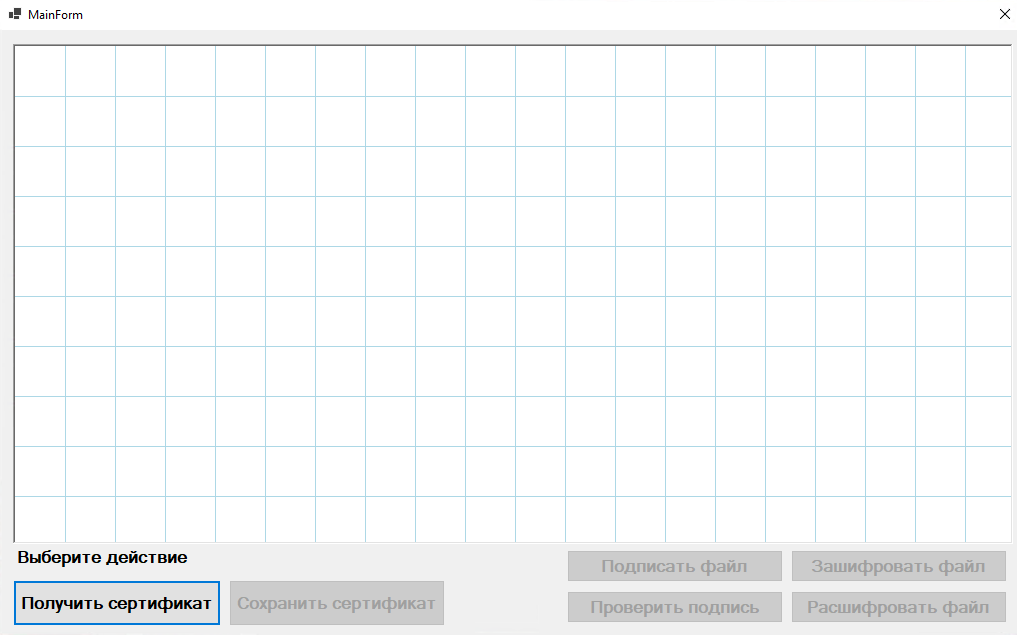 MainForm
Выберите действие
Получить сертификат
Сохранить сертификат
Подписать файл
Зашифровать файл
Проверить подпись
Расшифровать файл